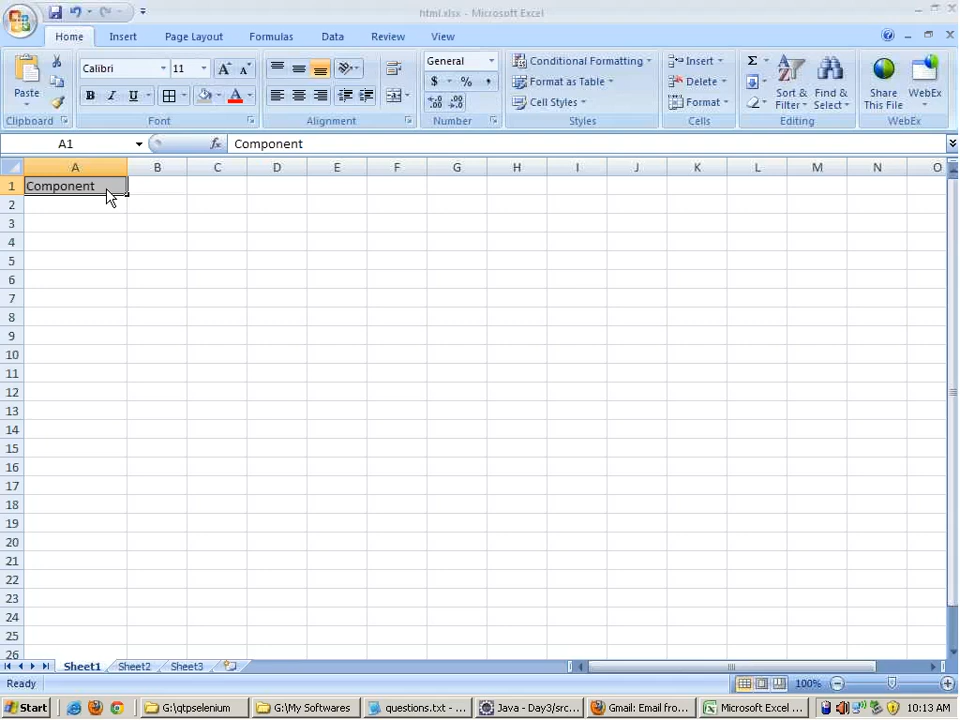 html.xlsx - Microsoft Excel
Home Insert Page Layout Formulas Data Review View
Paste Calibri 11 General Conditional Formatting Insert Sort & Filter Find & Select Share This File WebEx
B I U $ % , Format as Table Delete
Cell Styles Format
Clipboard Font Alignment Number Styles Cells Editing WebEx
A1 fx Component
A B C D E F G H I J K L M N O
1 Component
2
3
4
5
6
7
8
9
10
11
12
13
14
15
16
17
18
19
20
21
22
23
24
25
26
Sheet1 Sheet2 Sheet3
Ready 100%
Start G:\qtpselenium G:\My Softwares questions.txt - ... Java - Day3/src... Gmail: Email fro... Microsoft Excel ... 10:13 AM